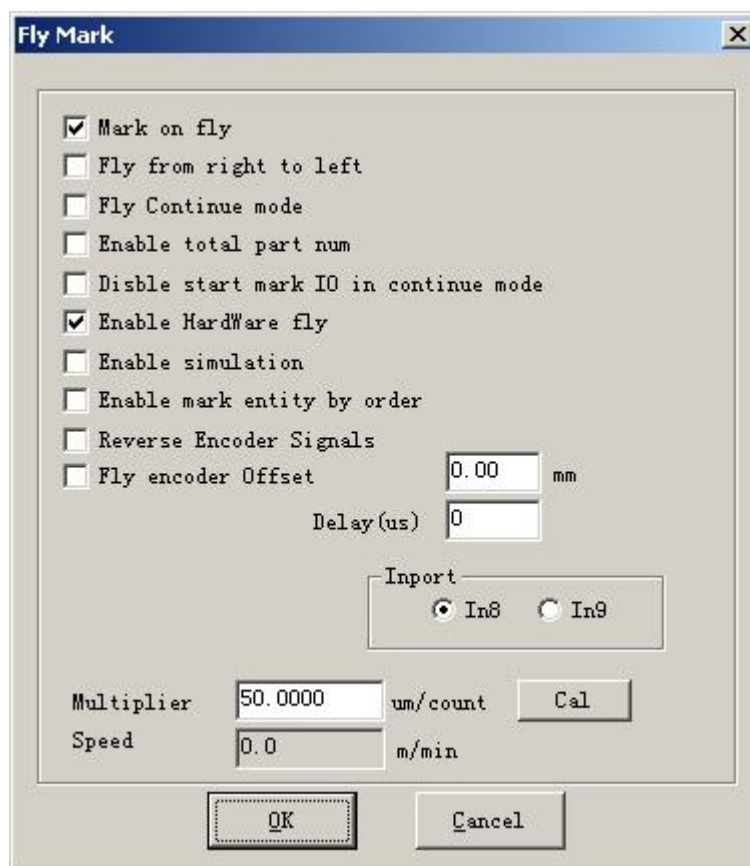 Fly Mark
Mark on fly
Fly from right to left
Fly Continue mode
Enable total part num
Disble start mark IO in continue mode
Enable HardWare fly
Enable simulation
Enable mark entity by order
Reverse Encoder Signals
Fly encoder Offset 0.00 mm
Delay(us) 0
Inport
In8 In9
Multiplier 50.0000 um/count Cal
Speed 0.0 m/min
OK Cancel